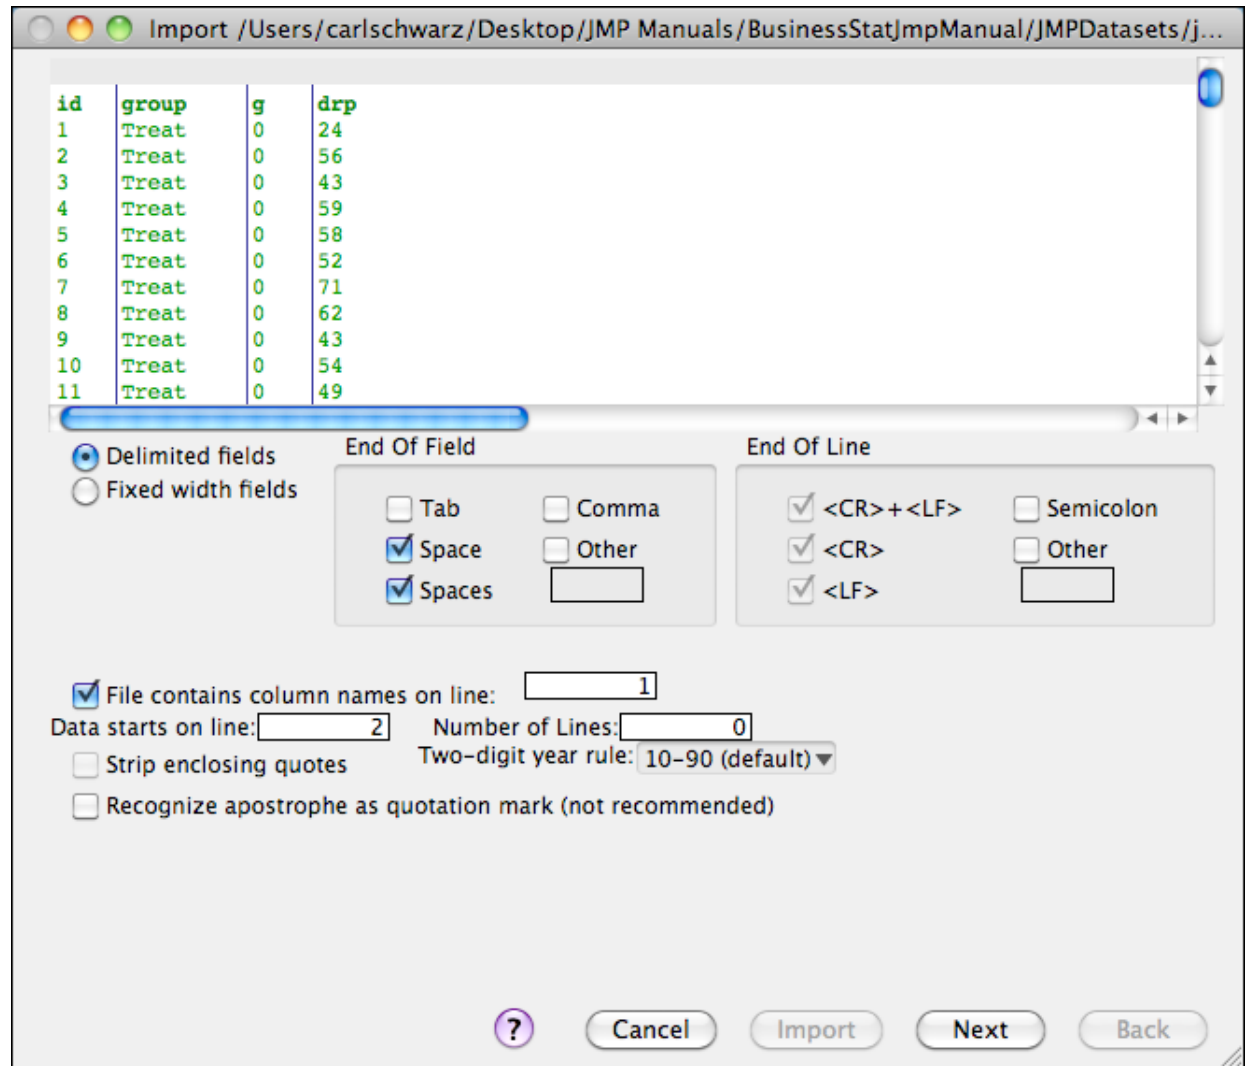 Import /Users/carlschwarz/Desktop/JMP Manuals/BusinessStatJmpManual/JMPDatasets/j...
id group g drp
1 Treat 0 24
2 Treat 0 56
3 Treat 0 43
4 Treat 0 59
5 Treat 0 58
6 Treat 0 52
7 Treat 0 71
8 Treat 0 62
9 Treat 0 43
10 Treat 0 54
11 Treat 0 49
Delimited fields
Fixed width fields
End Of Field
Tab Comma
Space Other
Spaces
End Of Line
<CR>+<LF> Semicolon
<CR> Other
<LF>
File contains column names on line: 1
Data starts on line: 2 Number of Lines: 0
Strip enclosing quotes Two-digit year rule: 10-90 (default)
Recognize apostrophe as quotation mark (not recommended)
? Cancel Import Next Back